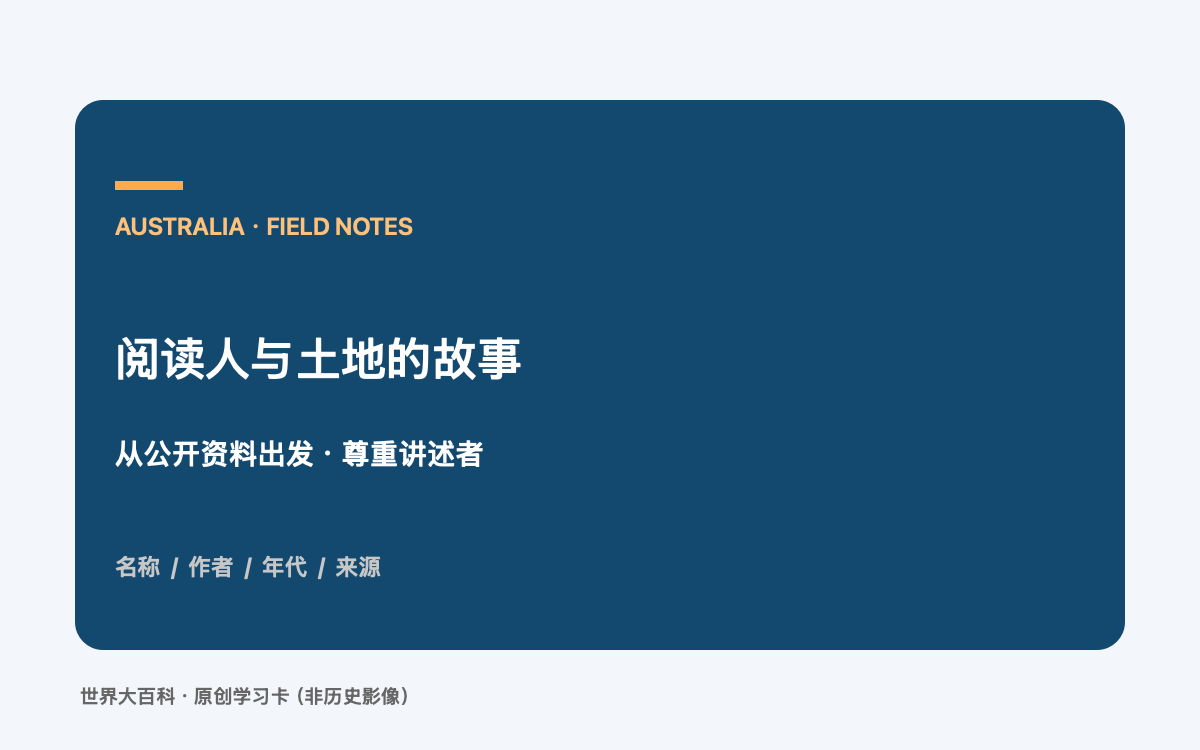 AUSTRALIA · FIELD NOTES
阅读人与土地的故事
从公开资料出发 · 尊重讲述者
名称 / 作者 / 年代 / 来源
世界大百科 · 原创学习卡（非历史影像）